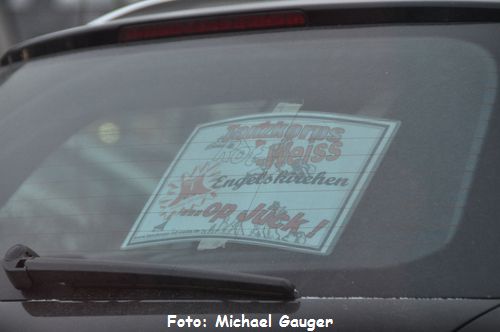 Tanzkorps
Rot Weiss
Engelskirchen
... op Jück!
Foto: Michael Gauger